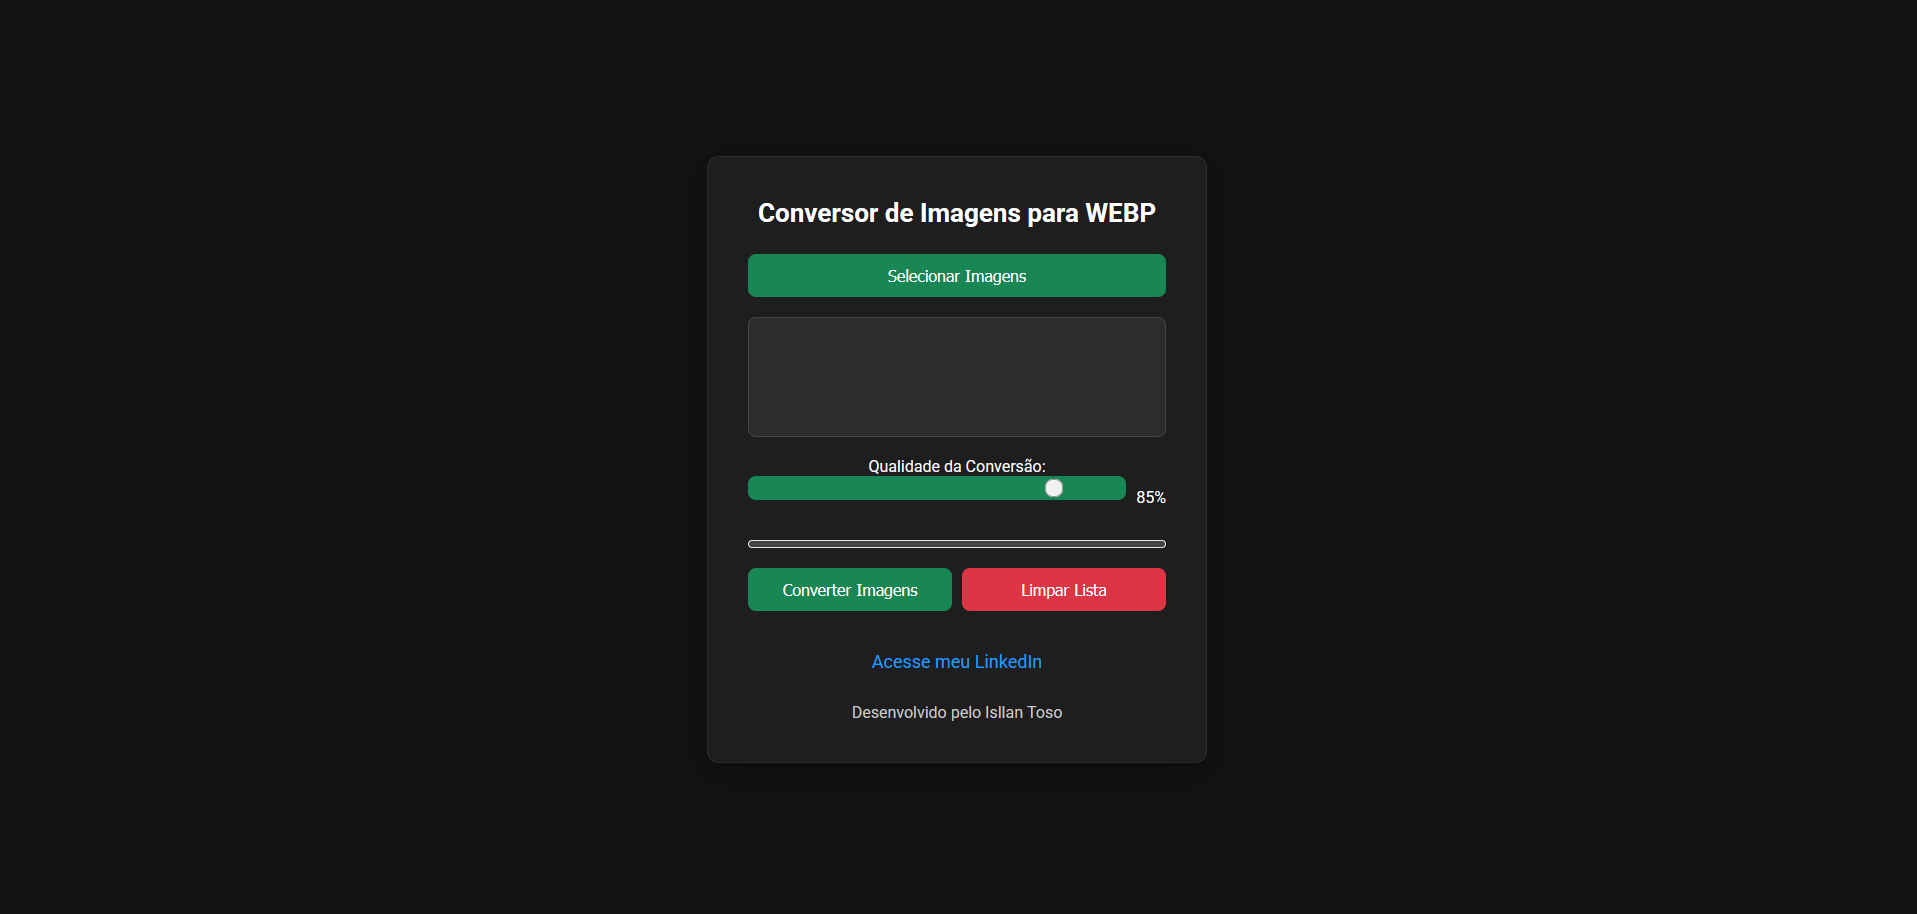 Conversor de Imagens para WEBP
Selecionar Imagens
Qualidade da Conversão:
85%
Converter Imagens
Limpar Lista
Acesse meu LinkedIn
Desenvolvido pelo Isllan Toso